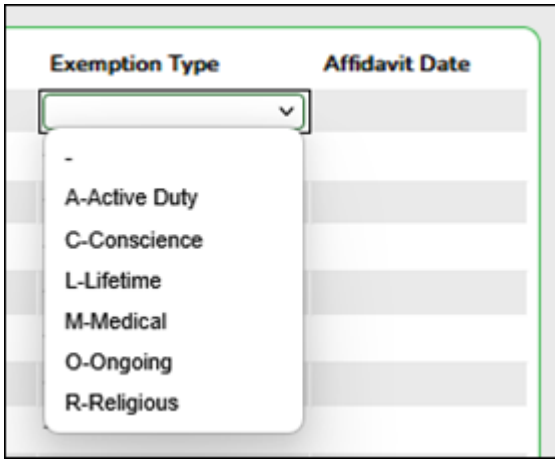 Exemption Type Affidavit Date
-
A-Active Duty
C-Conscience
L-Lifetime
M-Medical
O-Ongoing
R-Religious